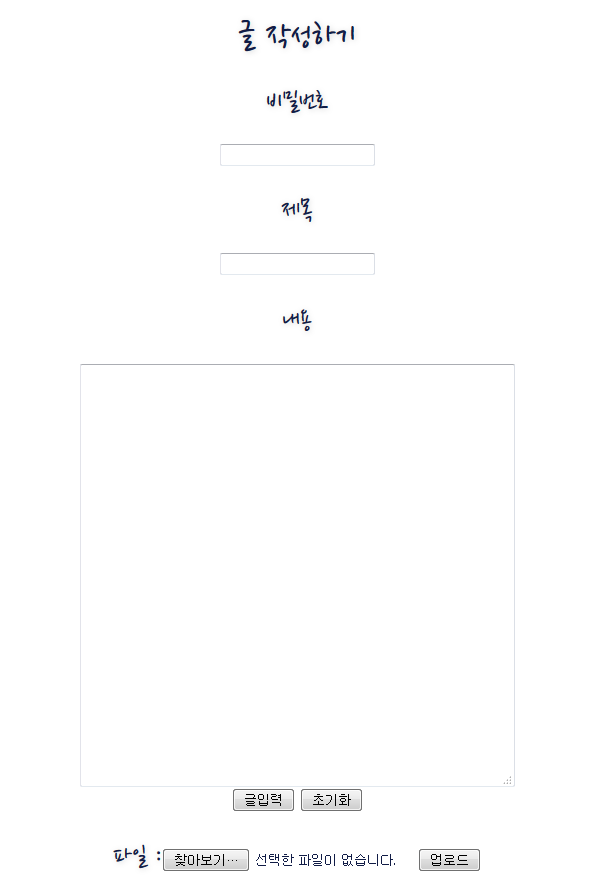 글 작성하기
비밀번호
제목
내용
글입력 초기화
파일 : 찾아보기… 선택한 파일이 없습니다. 업로드